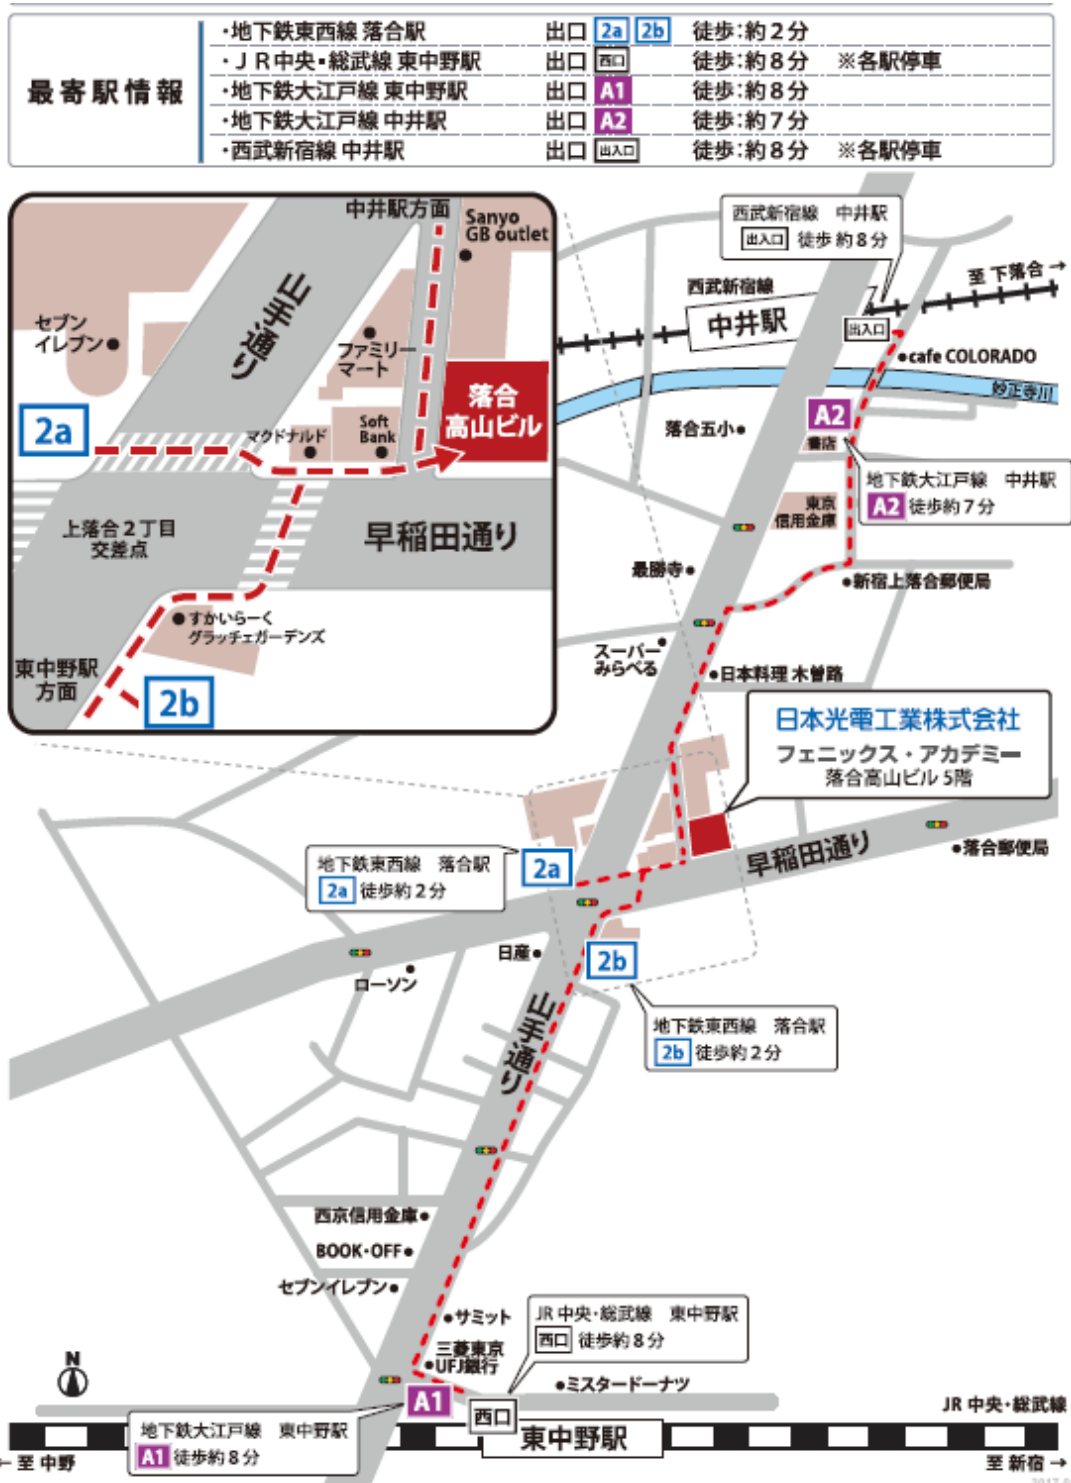 最寄駅情報
・地下鉄東西線 落合駅 出口 2a 2b 徒歩：約２分
・ＪＲ中央・総武線 東中野駅 出口 西口 徒歩：約８分 ※各駅停車
・地下鉄大江戸線 東中野駅 出口 A1 徒歩：約８分
・地下鉄大江戸線 中井駅 出口 A2 徒歩：約７分
・西武新宿線 中井駅 出口 出入口 徒歩：約８分 ※各駅停車
中井駅方面
Sanyo
GB outlet
山手通り
セブン
イレブン
ファミリー
マート
落合
高山ビル
2a
マクドナルド
Soft
Bank
上落合２丁目
交差点
早稲田通り
すかいらーく
グラッチェガーデンズ
東中野駅
方面
2b
西武新宿線 中井駅
出入口 徒歩 約８分
至 下落合 →
西武新宿線
中井駅
出入口
cafe COLORADO
妙正寺川
A2
落合五小
書店
地下鉄大江戸線 中井駅
A2 徒歩約７分
東京
信用金庫
最勝寺
新宿上落合郵便局
スーパー
みらべる
日本料理 木曽路
日本光電工業株式会社
フェニックス・アカデミー
落合高山ビル 5階
早稲田通り
落合郵便局
地下鉄東西線 落合駅
2a 徒歩約２分
2a
日産
2b
ローソン
山手通り
地下鉄東西線 落合駅
2b 徒歩約２分
西京信用金庫
BOOK・OFF
セブンイレブン
サミット
JR 中央・総武線 東中野駅
西口 徒歩約８分
三菱東京
UFJ銀行
ミスタードーナツ
N
A1
西口
JR 中央・総武線
地下鉄大江戸線 東中野駅
A1 徒歩約８分
東中野駅
← 至 中野
至 新宿 →